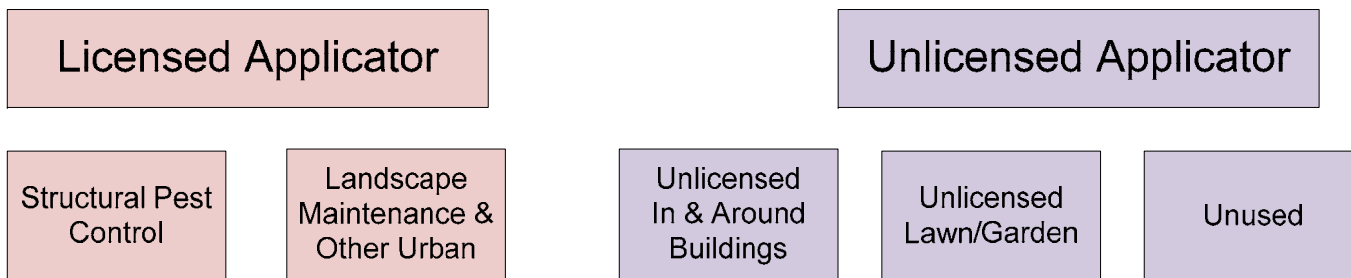 Licensed Applicator
Unlicensed Applicator
Structural Pest
Control
Landscape
Maintenance &
Other Urban
Unlicensed
In & Around
Buildings
Unlicensed
Lawn/Garden
Unused